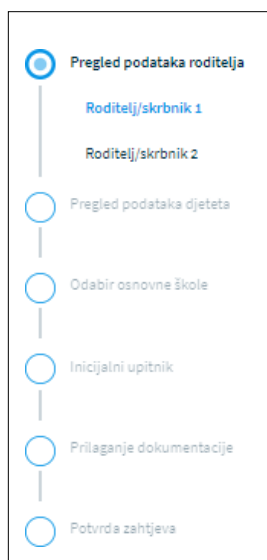 Pregled podataka roditelja
Roditelj/skrbnik 1
Roditelj/skrbnik 2
Pregled podataka djeteta
Odabir osnovne škole
Inicijalni upitnik
Prilaganje dokumentacije
Potvrda zahtjeva